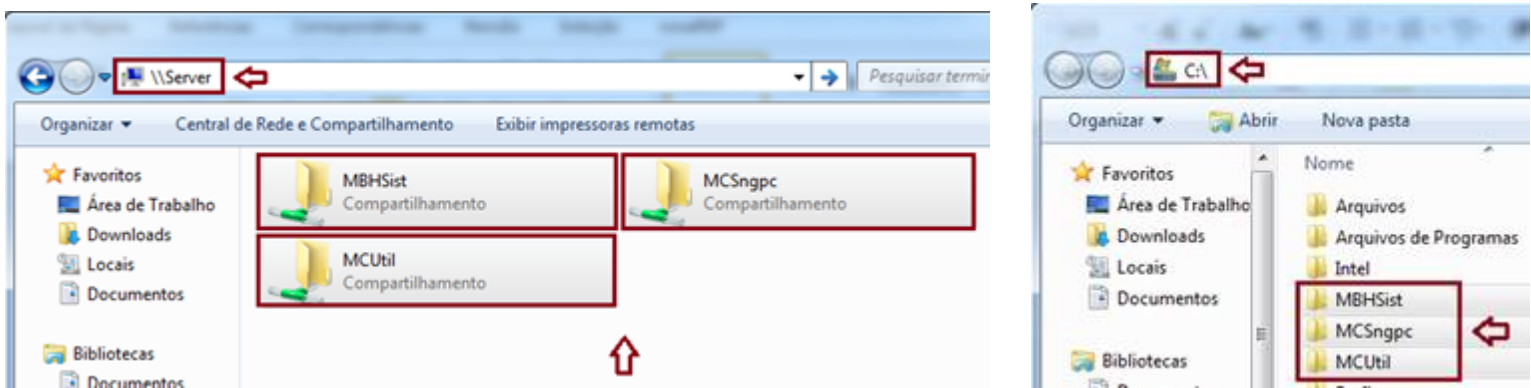 \\Server
Pesquisar termin
Organizar
Central de Rede e Compartilhamento
Exibir impressoras remotas
Favoritos
Área de Trabalho
Downloads
Locais
Documentos
Bibliotecas
Documentos
MBHSist
Compartilhamento
MCSngpc
Compartilhamento
MCUtil
Compartilhamento
C:\
Organizar
Abrir
Nova pasta
Favoritos
Área de Trabalho
Downloads
Locais
Documentos
Bibliotecas
Nome
Arquivos
Arquivos de Programas
Intel
MBHSist
MCSngpc
MCUtil